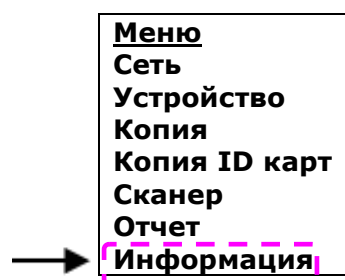 Меню
Сеть
Устройство
Копия
Копия ID карт
Сканер
Отчет
Информация